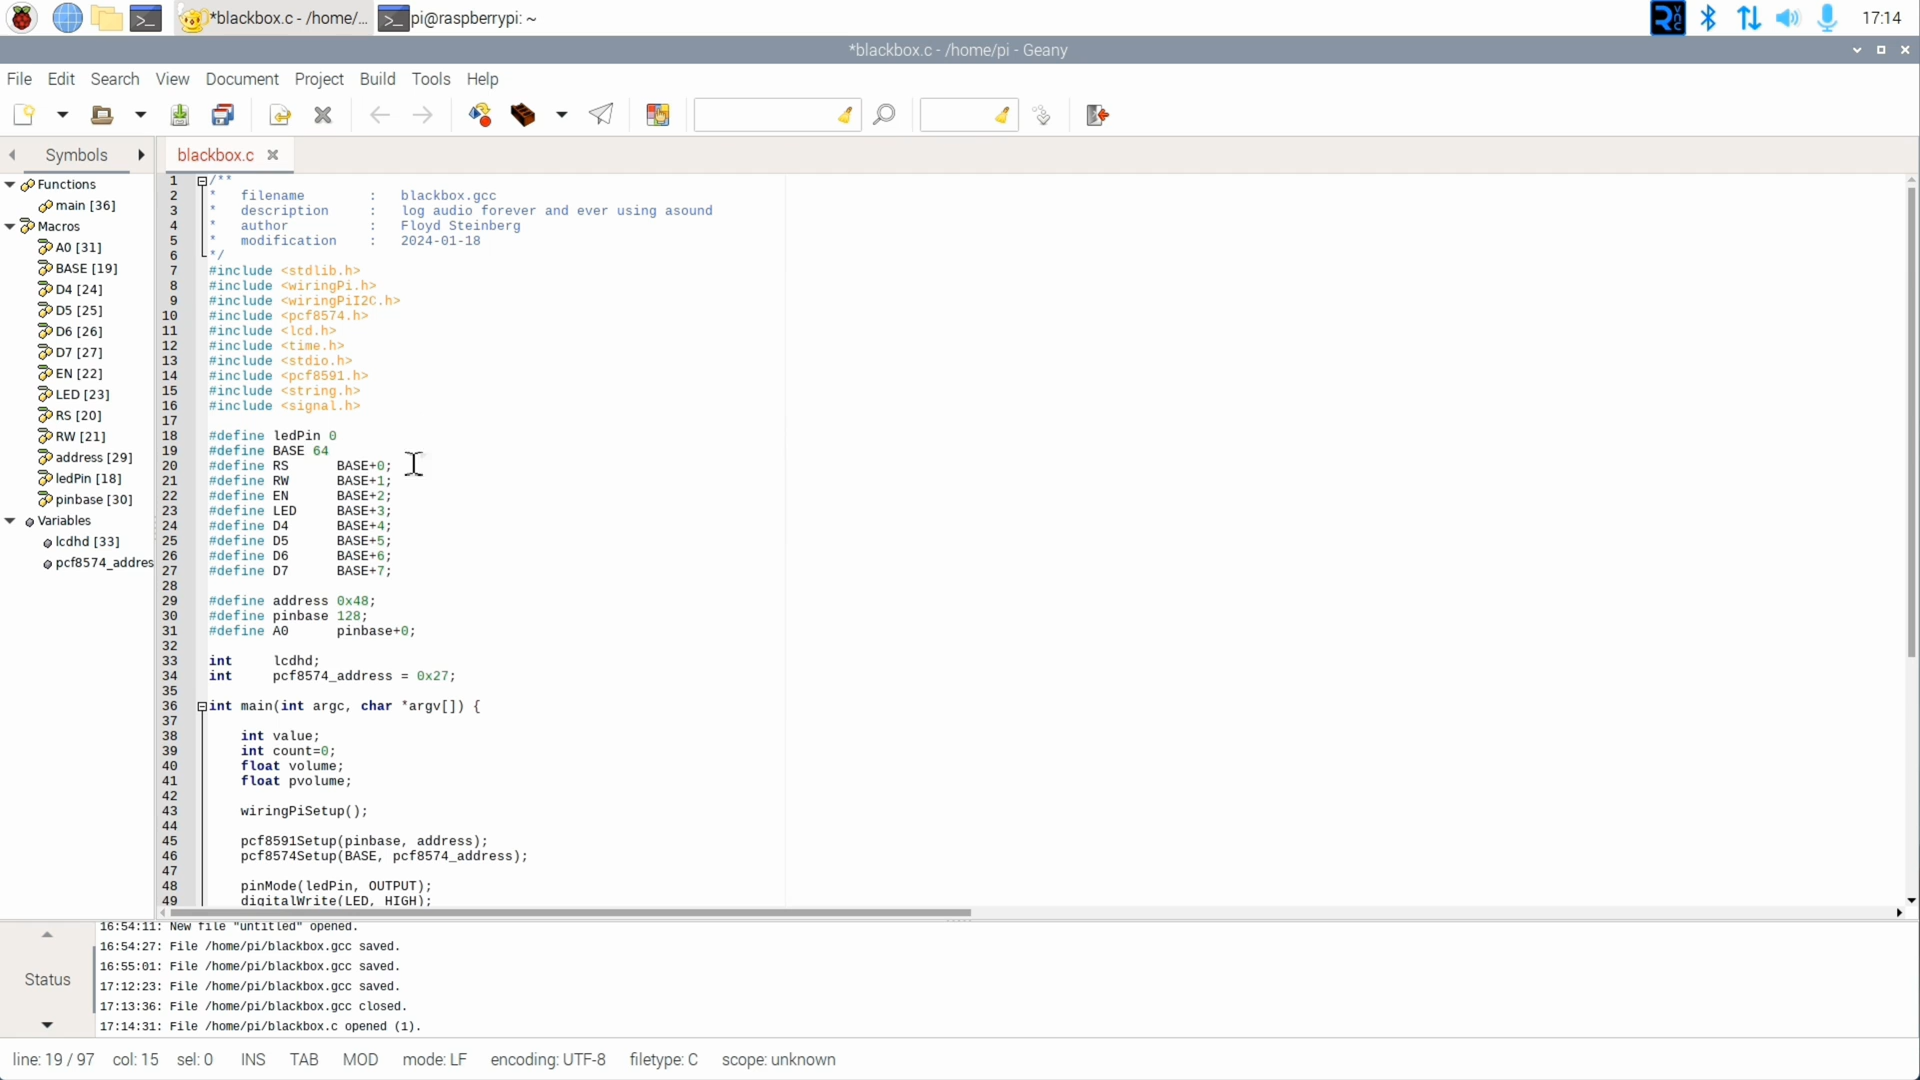 *blackbox.c - /home/...
pi@raspberrypi: ~
17:14
*blackbox.c - /home/pi - Geany
File Edit Search View Document Project Build Tools Help
Symbols
blackbox.c
Functions
main [36]
Macros
A0 [31]
BASE [19]
D4 [24]
D5 [25]
D6 [26]
D7 [27]
EN [22]
LED [23]
RS [20]
RW [21]
address [29]
ledPin [18]
pinbase [30]
Variables
lcdhd [33]
pcf8574_addres
1 /**
2 * filename : blackbox.gcc
3 * description : log audio forever and ever using asound
4 * author : Floyd Steinberg
5 * modification : 2024-01-18
6 */
7 #include <stdlib.h>
8 #include <wiringPi.h>
9 #include <wiringPiI2C.h>
10 #include <pcf8574.h>
11 #include <lcd.h>
12 #include <time.h>
13 #include <stdio.h>
14 #include <pcf8591.h>
15 #include <string.h>
16 #include <signal.h>
17
18 #define ledPin 0
19 #define BASE 64
20 #define RS BASE+0;
21 #define RW BASE+1;
22 #define EN BASE+2;
23 #define LED BASE+3;
24 #define D4 BASE+4;
25 #define D5 BASE+5;
26 #define D6 BASE+6;
27 #define D7 BASE+7;
28
29 #define address 0x48;
30 #define pinbase 128;
31 #define A0 pinbase+0;
32
33 int lcdhd;
34 int pcf8574_address = 0x27;
35
36 int main(int argc, char *argv[]) {
37
38 int value;
39 int count=0;
40 float volume;
41 float pvolume;
42
43 wiringPiSetup();
44
45 pcf8591Setup(pinbase, address);
46 pcf8574Setup(BASE, pcf8574_address);
47
48 pinMode(ledPin, OUTPUT);
49 digitalWrite(LED, HIGH);
Status
16:54:11: New file "untitled" opened.
16:54:27: File /home/pi/blackbox.gcc saved.
16:55:01: File /home/pi/blackbox.gcc saved.
17:12:23: File /home/pi/blackbox.gcc saved.
17:13:36: File /home/pi/blackbox.gcc closed.
17:14:31: File /home/pi/blackbox.c opened (1).
line: 19 / 97 col: 15 sel: 0 INS TAB MOD mode: LF encoding: UTF-8 filetype: C scope: unknown